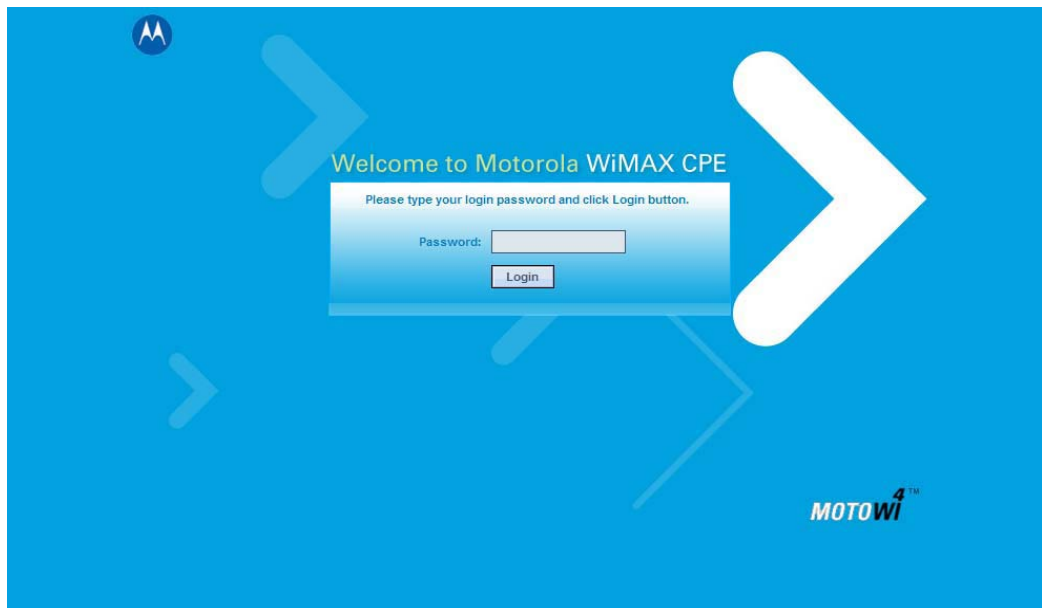 Welcome to Motorola WiMAX CPE
Please type your login password and click Login button.
Password:
Login
MOTOWi4™